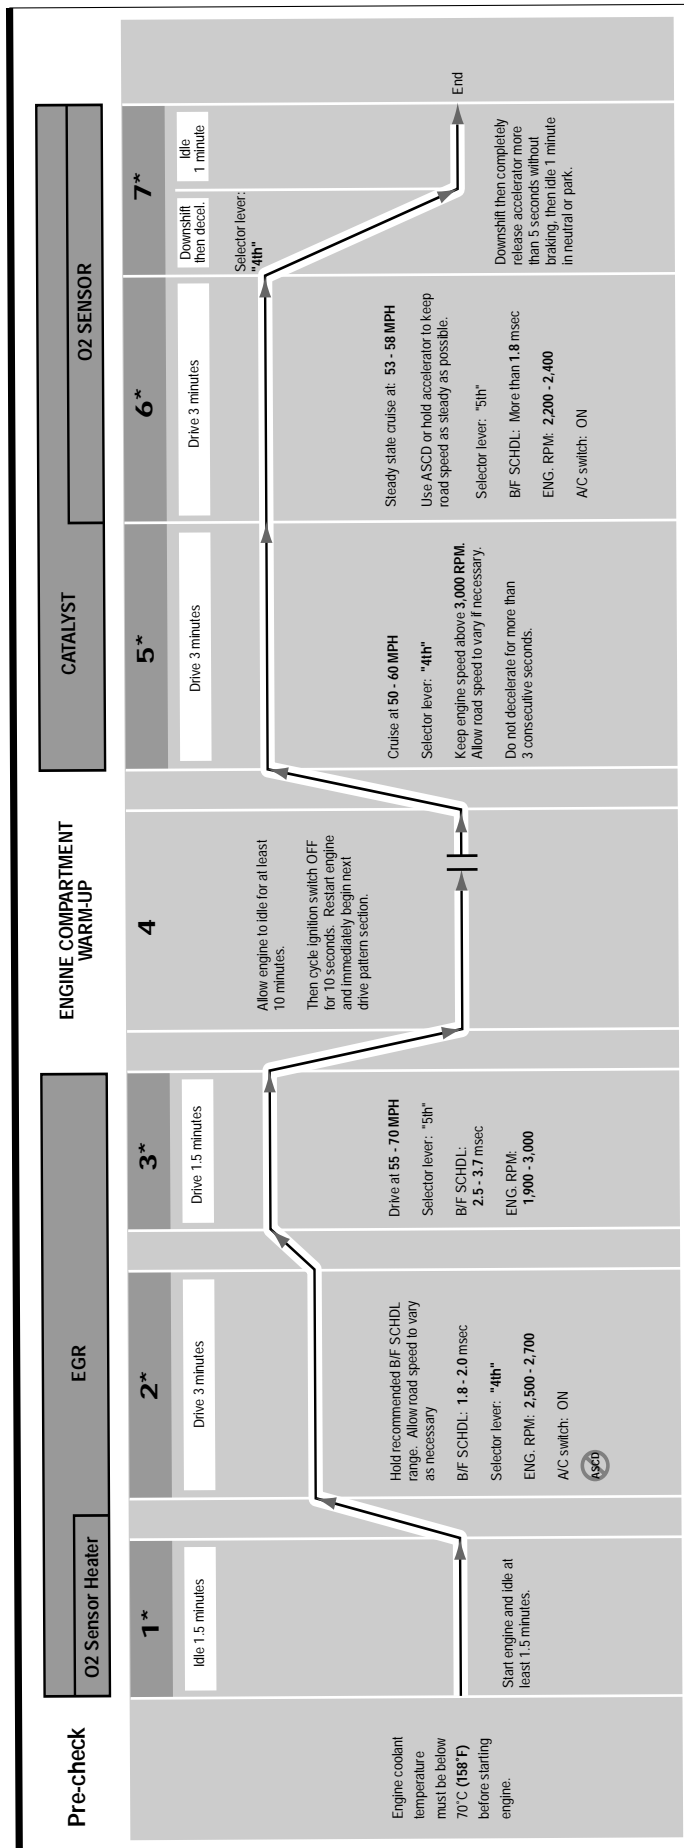 Pre-check
Engine coolant
temperature
must be below
70˚C (158˚F)
before starting
engine.
EGR
O2 Sensor Heater
1*
Idle 1.5 minutes
Start engine and idle at
least 1.5 minutes.
2*
Drive 3 minutes
Hold recommended B/F SCHDL
range. Allow road speed to vary
as necessary
B/F SCHDL: 1.8 - 2.0 msec
Selector lever: "4th"
ENG. RPM: 2,500 - 2,700
A/C switch: ON
ASCD
3*
Drive 1.5 minutes
Drive at 55 - 70 MPH
Selector lever: "5th"
B/F SCHDL:
2.5 - 3.7 msec
ENG. RPM:
1,900 - 3,000
ENGINE COMPARTMENT
WARM-UP
4
Allow engine to idle for at least
10 minutes.
Then cycle ignition switch OFF
for 10 seconds. Restart engine
and immediately begin next
drive pattern section.
CATALYST
O2 SENSOR
5*
Drive 3 minutes
Cruise at 50 - 60 MPH
Selector lever: "4th"
Keep engine speed above 3,000 RPM.
Allow road speed to vary if necessary.
Do not decelerate for more than
3 consecutive seconds.
6*
Drive 3 minutes
Steady state cruise at: 53 - 58 MPH
Use ASCD or hold accelerator to keep
road speed as steady as possible.
Selector lever: "5th"
B/F SCHDL: More than 1.8 msec
ENG. RPM: 2,200 - 2,400
A/C switch: ON
7*
Downshift
then decel.
Idle
1 minute
Selector lever:
"4th"
End
Downshift then completely
release accelerator more
than 5 seconds without
braking, then idle 1 minute
in neutral or park.